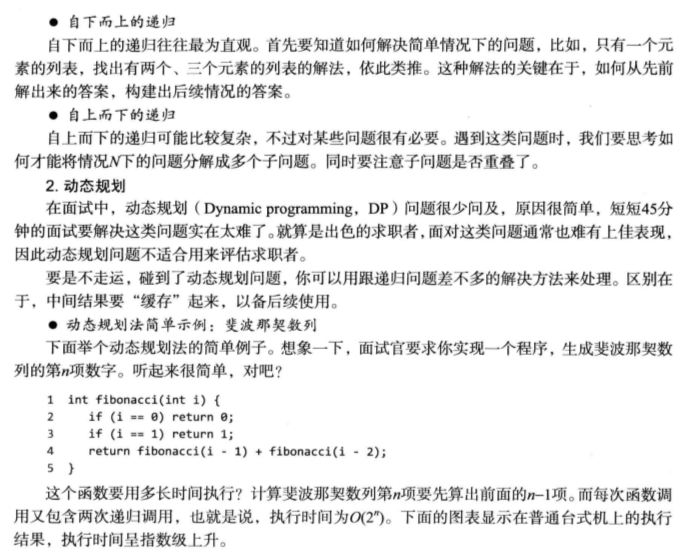 ● 自下而上的递归
自下而上的递归往往最为直观。首先要知道如何解决简单情况下的问题，比如，只有一个元
素的列表，找出有两个、三个元素的列表的解法，依此类推。这种解法的关键在于，如何从先前
解出来的答案，构建出后续情况的答案。
● 自上而下的递归
自上而下的递归可能比较复杂，不过对某些问题很有必要。遇到这类问题时，我们要思考如
何才能将情况N下的问题分解成多个子问题。同时要注意子问题是否重叠了。
2. 动态规划
在面试中，动态规划（Dynamic programming，DP）问题很少问及，原因很简单，短短45分
钟的面试要解决这类问题实在太难了。就算是出色的求职者，面对这类问题通常也难有上佳表现，
因此动态规划问题不适合用来评估求职者。
要是不走运，碰到了动态规划问题，你可以用跟递归问题差不多的解决方法来处理。区别在
于，中间结果要“缓存”起来，以备后续使用。
● 动态规划法简单示例：斐波那契数列
下面举个动态规划法的简单例子。想象一下，面试官要求你实现一个程序，生成斐波那契数
列的第n项数字。听起来很简单，对吧？
1 int fibonacci(int i) {
2 if (i == 0) return 0;
3 if (i == 1) return 1;
4 return fibonacci(i - 1) + fibonacci(i - 2);
5 }
这个函数要用多长时间执行？计算斐波那契数列第n项要先算出前面的n–1项。而每次函数调
用又包含两次递归调用，也就是说，执行时间为O(2ⁿ)。下面的图表显示在普通台式机上的执行
结果，执行时间呈指数级上升。